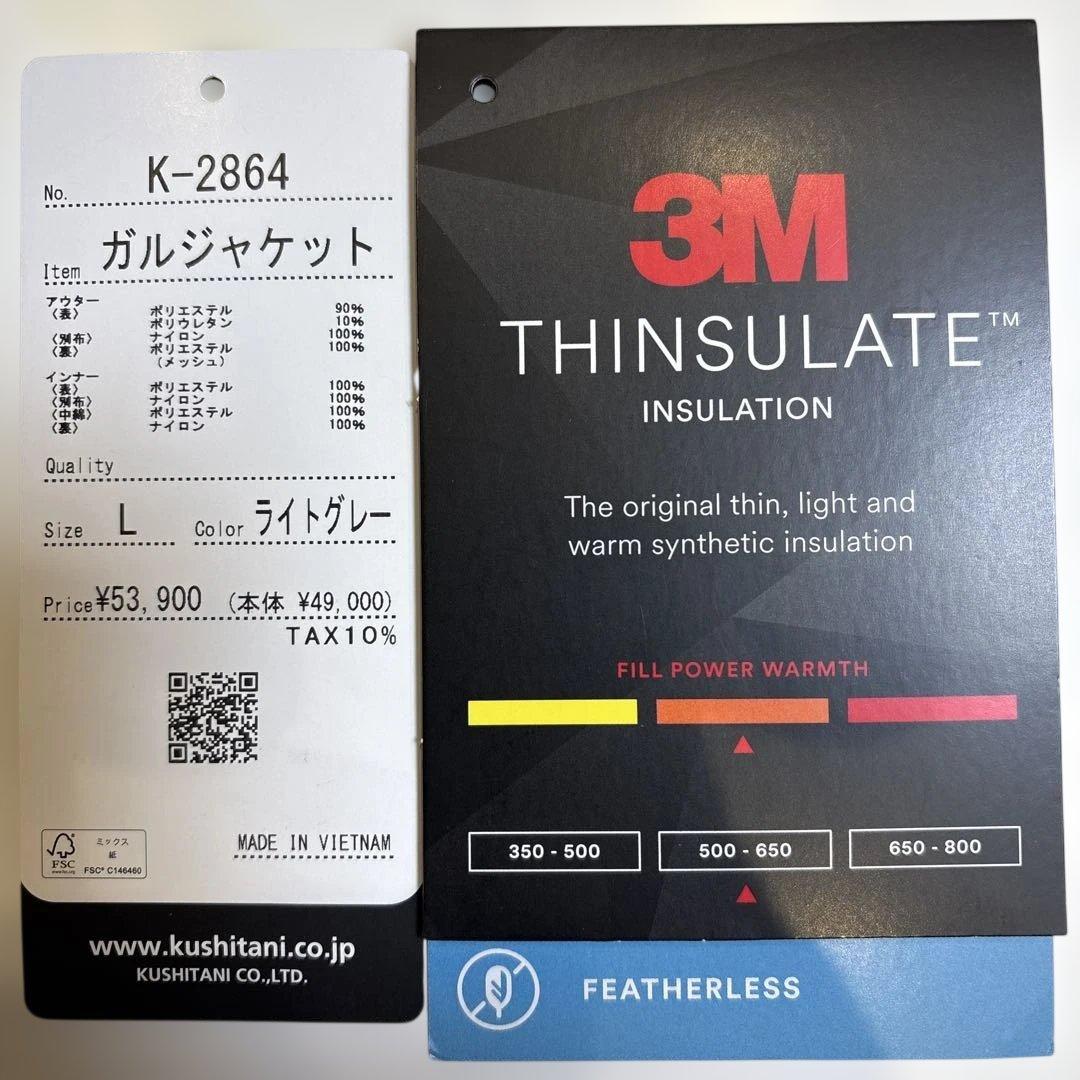 No. K-2864
Item ガルジャケット
アウター
〈表〉 ポリエステル 90%
ポリウレタン 10%
〈別布〉 ナイロン 100%
〈裏〉 ポリエステル 100%
(メッシュ)
インナー
〈表〉 ポリエステル 100%
〈別布〉 ナイロン 100%
〈中綿〉 ポリエステル 100%
〈裏〉 ナイロン 100%
Quality
Size L Color ライトグレー
Price ¥53,900 (本体 ¥49,000)
TAX10%
MADE IN VIETNAM
FSC
www.fsc.org
ミックス
紙
FSC® C146460
www.kushitani.co.jp
KUSHITANI CO.,LTD.
3M
THINSULATE™
INSULATION
The original thin, light and
warm synthetic insulation
FILL POWER WARMTH
350 - 500 500 - 650 650 - 800
FEATHERLESS